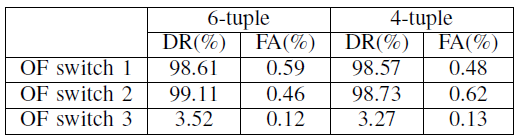 6-tuple 4-tuple
DR(%) FA(%) DR(%) FA(%)
OF switch 1 98.61 0.59 98.57 0.48
OF switch 2 99.11 0.46 98.73 0.62
OF switch 3 3.52 0.12 3.27 0.13